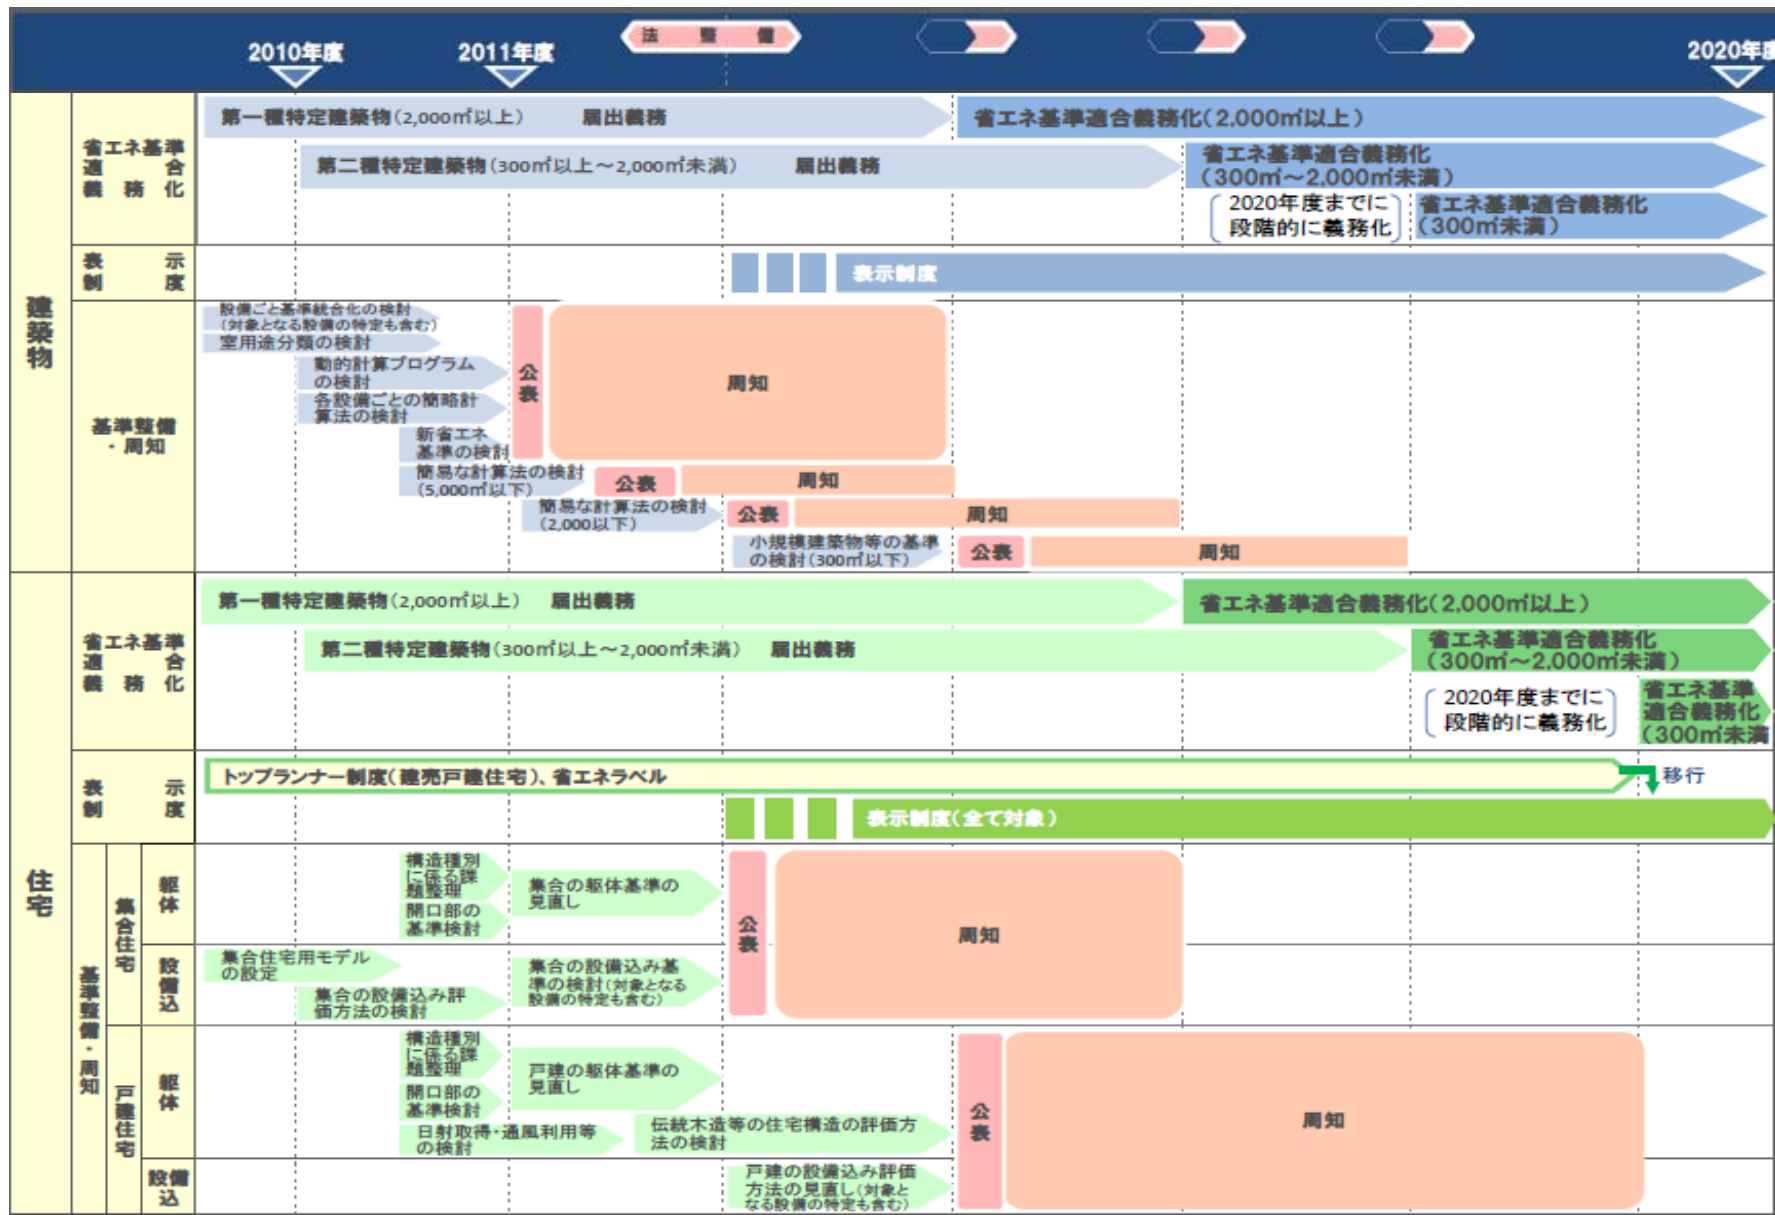 2010年度
2011年度
法 整 備
2020年度
建築物
省エネ基準
適合
義務化
第一種特定建築物(2,000㎡以上) 届出義務
省エネ基準適合義務化(2,000㎡以上)
第二種特定建築物(300㎡以上～2,000㎡未満) 届出義務
省エネ基準適合義務化
(300㎡～2,000㎡未満)
2020年度までに
段階的に義務化
省エネ基準適合義務化
(300㎡未満)
表示
制度
表示制度
基準整備
・周知
設備ごと基準統合化の検討
(対象となる設備の特定も含む)
室用途分類の検討
動的計算プログラム
の検討
各設備ごとの簡略計
算法の検討
新省エネ
基準の検討
公表
周知
簡易な計算法の検討
(5,000㎡以下)
公表
周知
簡易な計算法の検討
(2,000以下)
公表
周知
小規模建築物等の基準
の検討(300㎡以下)
公表
周知
住宅
省エネ基準
適合
義務化
第一種特定建築物(2,000㎡以上) 届出義務
省エネ基準適合義務化(2,000㎡以上)
第二種特定建築物(300㎡以上～2,000㎡未満) 届出義務
省エネ基準適合義務化
(300㎡～2,000㎡未満)
2020年度までに
段階的に義務化
省エネ基準
適合義務化
(300㎡未満
表示
制度
トップランナー制度(建売戸建住宅)、省エネラベル
移行
表示制度(全て対象)
基準整備・周知
集合住宅
躯体
構造種別
に係る課
題整理
開口部の
基準検討
集合の躯体基準の
見直し
公表
周知
設備込
集合住宅用モデル
の設定
集合の設備込み評
価方法の検討
集合の設備込み基
準の検討(対象となる
設備の特定も含む)
戸建住宅
躯体
構造種別
に係る課
題整理
開口部の
基準検討
戸建の躯体基準の
見直し
日射取得・通風利用等
の検討
伝統木造等の住宅構造の評価方
法の検討
公表
周知
設備
込
戸建の設備込み評価
方法の見直し(対象と
なる設備の特定も含む)